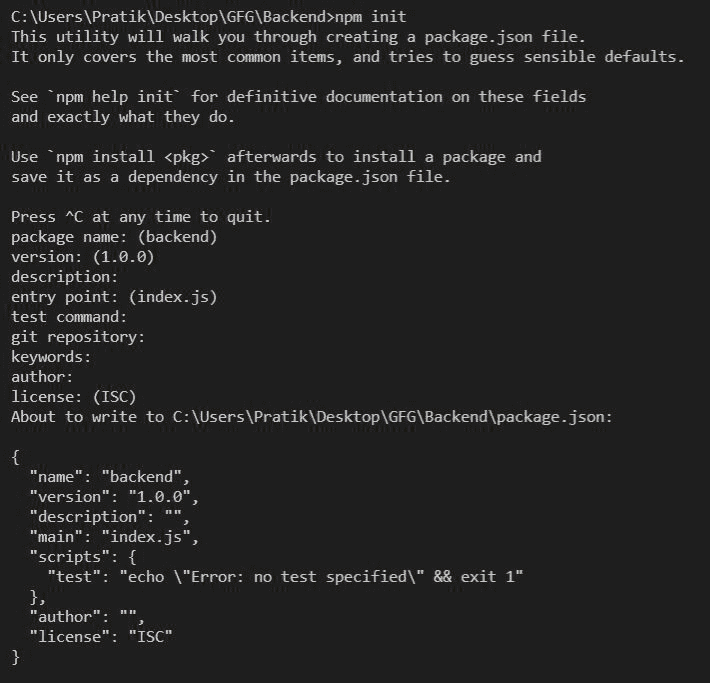 C:\Users\Pratik\Desktop\GFG\Backend>npm init
This utility will walk you through creating a package.json file.
It only covers the most common items, and tries to guess sensible defaults.

See `npm help init` for definitive documentation on these fields
and exactly what they do.

Use `npm install <pkg>` afterwards to install a package and
save it as a dependency in the package.json file.

Press ^C at any time to quit.
package name: (backend)
version: (1.0.0)
description:
entry point: (index.js)
test command:
git repository:
keywords:
author:
license: (ISC)
About to write to C:\Users\Pratik\Desktop\GFG\Backend\package.json:

{
  "name": "backend",
  "version": "1.0.0",
  "description": "",
  "main": "index.js",
  "scripts": {
    "test": "echo \"Error: no test specified\" && exit 1"
  },
  "author": "",
  "license": "ISC"
}